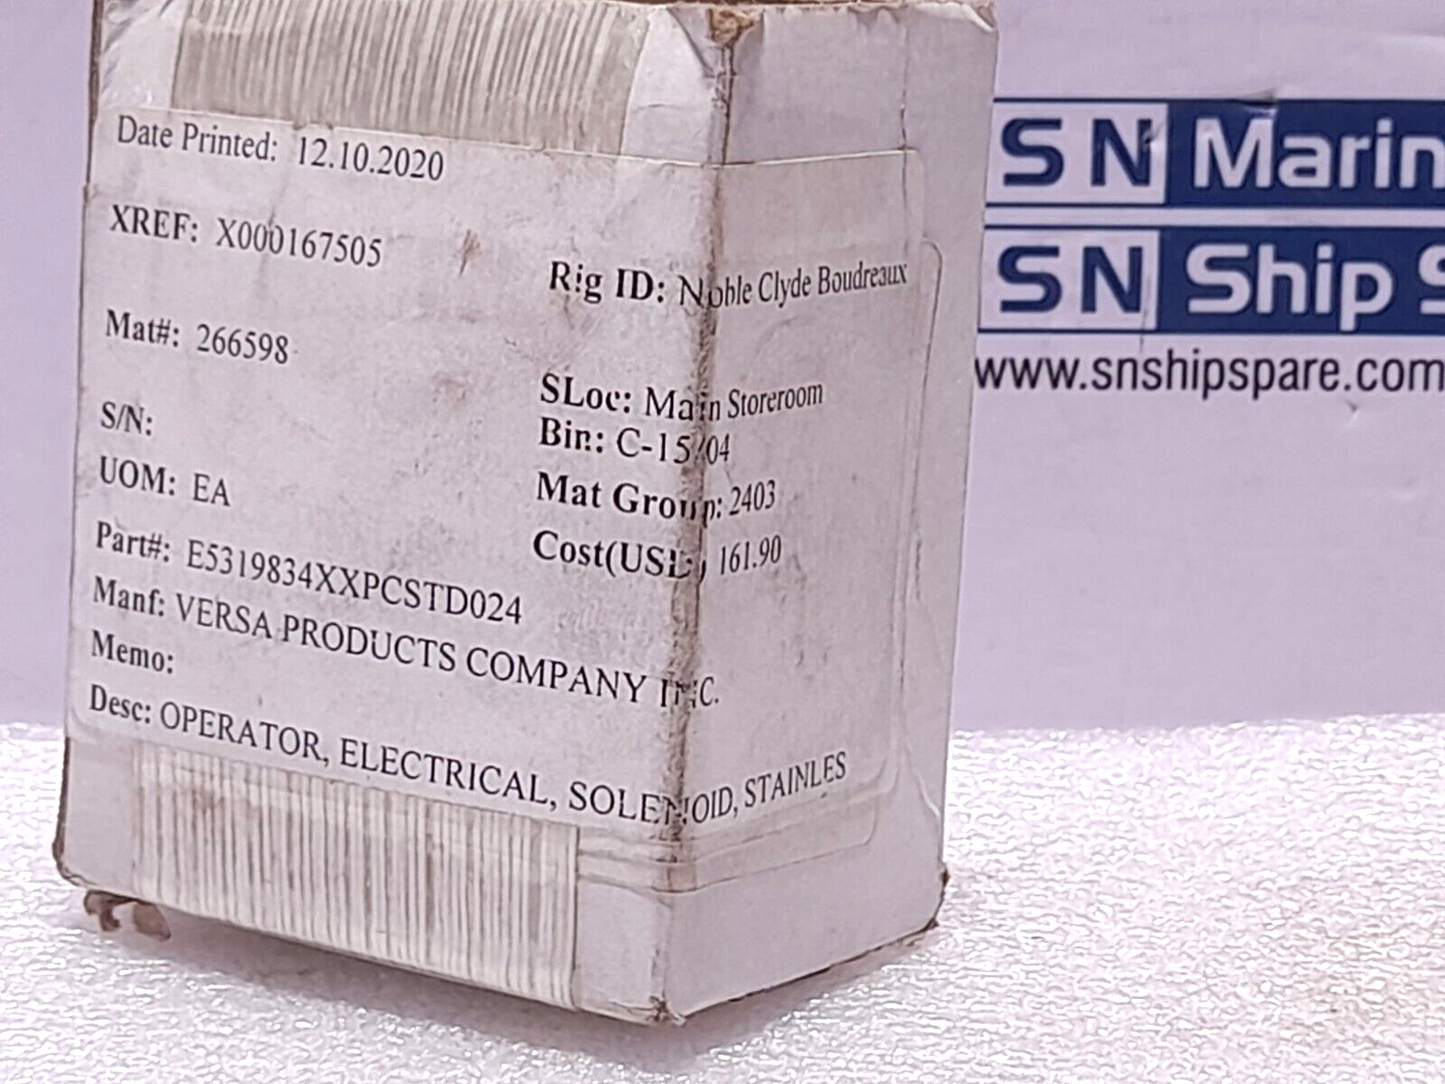 Date Printed: 12.10.2020
XREF: X000167505
Rig ID: Noble Clyde Boudreaux
Mat#: 266598
SLoc: Main Storeroom
S/N:
Bin:
UOM: EA
Mat Group: 2403
Cost(USD) 161.90
Part#: E5319834XXPCSTD024
Manf: VERSA PRODUCTS COMPANY INC.
Memo:
Desc: OPERATOR, ELECTRICAL, SOLENOID, STAINLES
SN Marin
SN Ship S
www.snshipspare.com